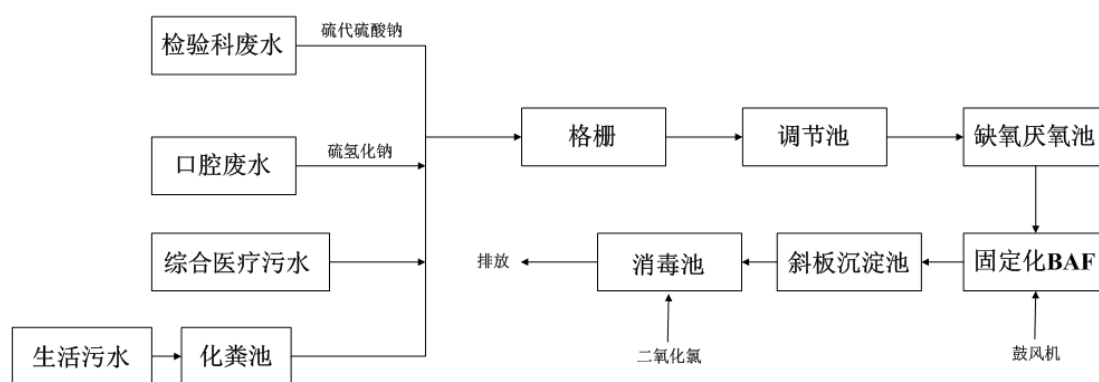 检验科废水
硫代硫酸钠
口腔废水
硫氢化钠
综合医疗污水
生活污水
化粪池
格栅
调节池
缺氧厌氧池
固定化BAF
鼓风机
斜板沉淀池
消毒池
二氧化氯
排放